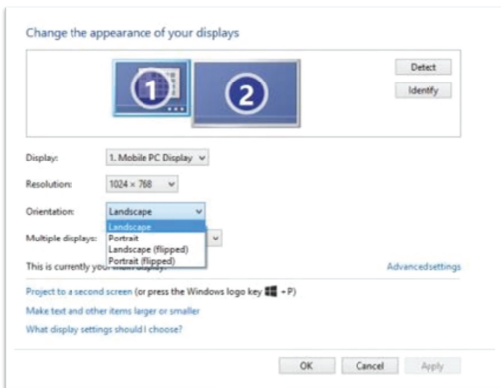 Change the appearance of your displays
1
2
Detect
Identify
Display:
1. Mobile PC Display
Resolution:
1024 × 768
Orientation:
Landscape
Landscape
Portrait
Landscape (flipped)
Portrait (flipped)
Multiple displays:
This is currently your main display.
Advancedsettings
Project to a second screen (or press the Windows logo key + P)
Make text and other items larger or smaller
What display settings should I choose?
OK
Cancel
Apply